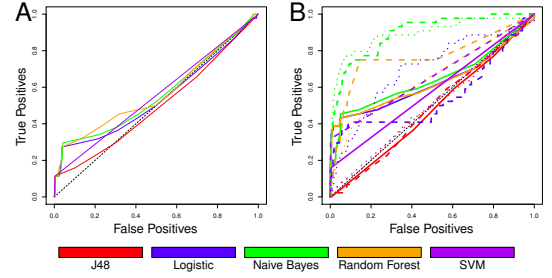 A
B
True Positives
1.0
0.8
0.6
0.4
0.2
0.0
0.0 0.2 0.4 0.6 0.8 1.0
False Positives
True Positives
1.0
0.8
0.6
0.4
0.2
0.0
0.0 0.2 0.4 0.6 0.8 1.0
False Positives
J48 Logistic Naive Bayes Random Forest SVM